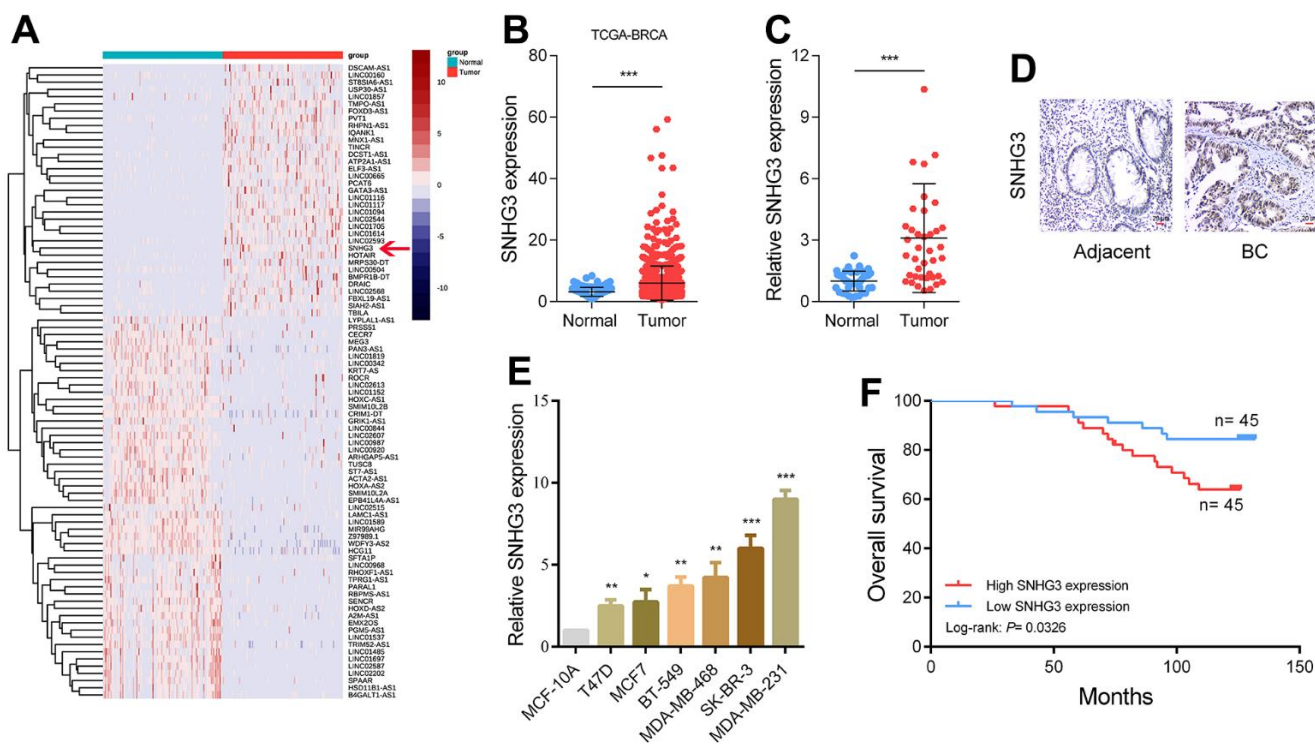 A
group
DSCAM-AS1
LINC00160
ST8SIA6-AS1
USP30-AS1
LINC01857
TMPO-AS1
FOXD3-AS1
PVT1
RHPN1-AS1
IQANK1
MNX1-AS1
TINCR
DCST1-AS1
ATP2A1-AS1
ELF3-AS1
LINC00665
PCAT6
GATA3-AS1
LINC01116
LINC01117
LINC01094
LINC02544
LINC01705
LINC01614
LINC02593
SNHG3
HOTAIR
MRPS30-DT
LINC00504
BMPR1B-DT
DRAIC
LINC02568
FBXL19-AS1
SIAH2-AS1
TBILA
LYPLAL1-AS1
PRSS51
CECR7
MEG3
PAN3-AS1
LINC01819
LINC00342
KRT7-AS
ROCR
LINC02613
LINC01152
HOXC-AS1
SMIM10L2B
CRIM1-DT
GRIK1-AS1
LINC00844
LINC02607
LINC00987
LINC00920
ARHGAP5-AS1
TUSC8
ST7-AS1
ACTA2-AS1
HOXA-AS2
SMIM10L2A
EPB41L4A-AS1
LINC02515
LAMC1-AS1
LINC01589
MIR99AHG
Z97989.1
WDFY3-AS2
HCG11
SFTA1P
LINC00968
RHOXF1-AS1
TPRG1-AS1
PARAL1
RBPMS-AS1
SENCR
HOXD-AS2
A2M-AS1
EMX2OS
PGM5-AS1
LINC01537
TRIM52-AS1
LINC01485
LINC01697
LINC02587
LINC02202
SPAAR
HSD11B1-AS1
B4GALT1-AS1
10
5
0
-5
-10
group
Normal
Tumor
B
TCGA-BRCA
SNHG3 expression
80
60
40
20
0
***
Normal Tumor
C
Relative SNHG3 expression
12
9
6
3
0
***
Normal Tumor
D
SNHG3
Adjacent BC
E
Relative SNHG3 expression
15
10
5
0
** * ** ** *** ***
MCF-10A
T47D
MCF7
BT-549
MDA-MB-468
SK-BR-3
MDA-MB-231
F
Overall survival
100
80
60
40
20
0
n= 45
n= 45
High SNHG3 expression
Low SNHG3 expression
Log-rank: P= 0.0326
0 50 100 150
Months